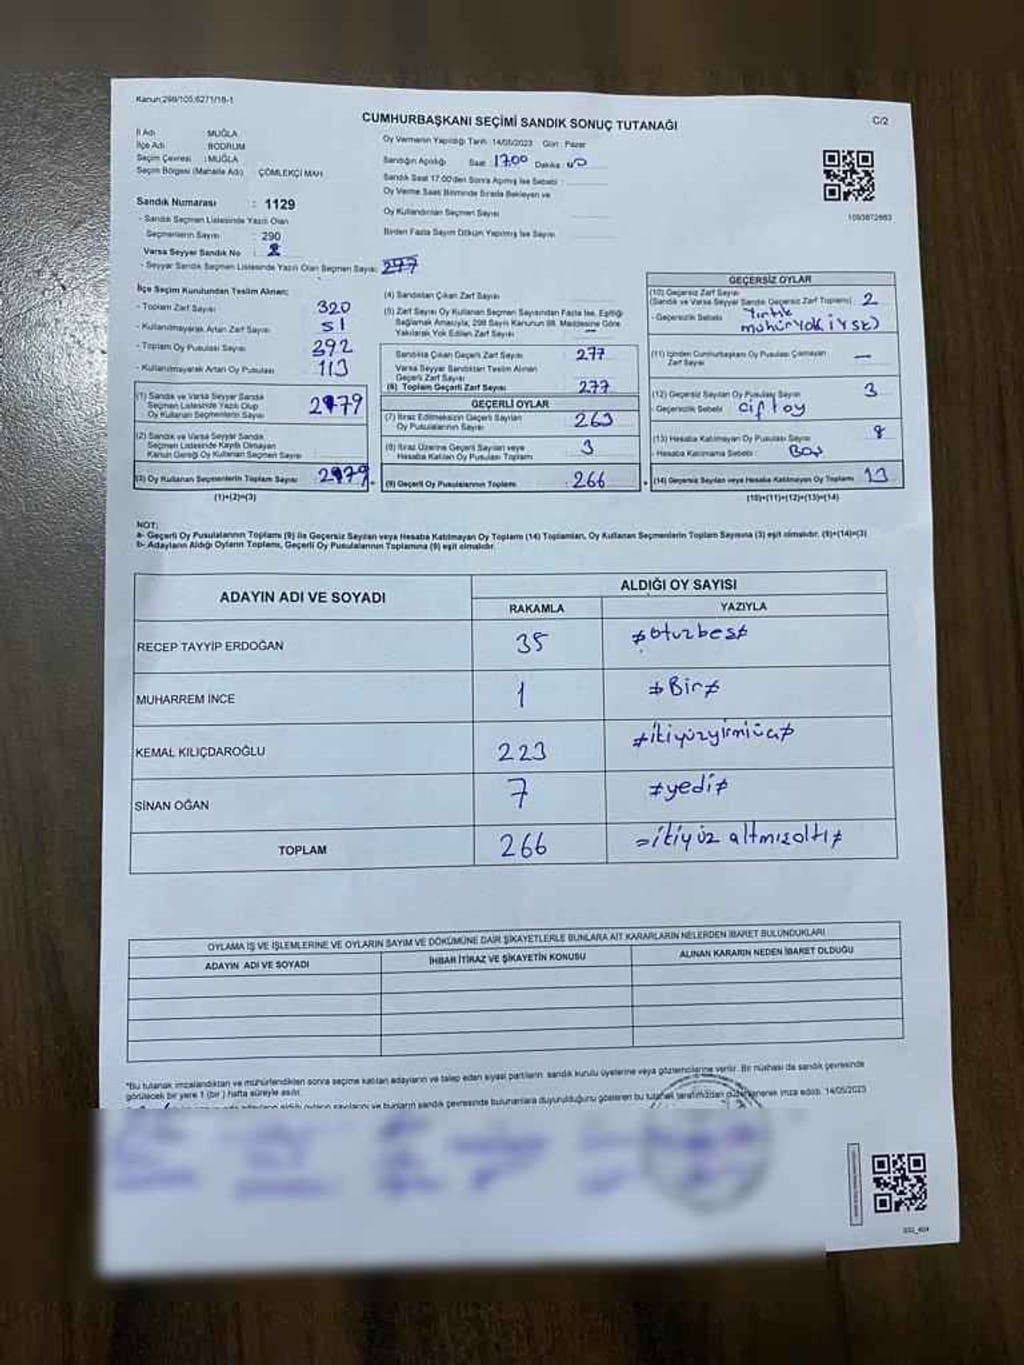 Kanun:298/105,6271/18-1
CUMHURBAŞKANI SEÇİMİ SANDIK SONUÇ TUTANAĞI
C/2
İl Adı : MUĞLA
İlçe Adı : BODRUM
Seçim Çevresi : MUĞLA
Seçim Bölgesi (Mahalle Adı) : ÇÖMLEKÇİ MAH.
Sandık Numarası : 1129
- Sandık Seçmen Listesinde Yazılı Olan
Seçmenlerin Sayısı : 290
Varsa Seyyar Sandık No :
- Seyyar Sandık Seçmen Listesinde Yazılı Olan Seçmen Sayısı: 277
Oy Vermenin Yapıldığı Tarih: 14/05/2023 Gün : Pazar
Sandığın Açıldığı Saat : 17:00 Dakika :
Sandık Saat 17.00'den Sonra Açılmış İse Sebebi :
Oy Verme Saati Bitiminde Sırada Bekleyen ve
Oy Kullandırılan Seçmen Sayısı
Birden Fazla Sayım Döküm Yapılmış İse Sayısı
1093872883
İlçe Seçim Kurulundan Teslim Alınan;
- Toplam Zarf Sayısı : 320
- Kullanılmayarak Artan Zarf Sayısı : 51
- Toplam Oy Pusulası Sayısı : 392
- Kullanılmayarak Artan Oy Pusulası : 113
(1) Sandık ve Varsa Seyyar Sandık
Seçmen Listesinde Yazılı Olup
Oy Kullanan Seçmenlerin Sayısı
(2) Sandık ve Varsa Seyyar Sandık
Seçmen Listesinde Kayıtlı Olmayan
Kanun Gereği Oy Kullanan Seçmen Sayısı
(3) Oy Kullanan Seçmenlerin Toplam Sayısı
(1)+(2)=(3)
(4) Sandıktan Çıkan Zarf Sayısı
(5) Zarf Sayısı Oy Kullanan Seçmen Sayısından Fazla İse, Eşitliği
Sağlamak Amacıyla, 298 Sayılı Kanunun 98. Maddesine Göre
Yakılarak Yok Edilen Zarf Sayısı : —
Sandıkta Çıkan Geçerli Zarf Sayısı : 277
Varsa Seyyar Sandıktan Teslim Alınan
Geçerli Zarf Sayısı
(6) Toplam Geçerli Zarf Sayısı : 277
GEÇERLİ OYLAR
(7) İtiraz Edilmeksizin Geçerli Sayılan
Oy Pusulalarının Sayısı : 263
(8) İtiraz Üzerine Geçerli Sayılan veya
Hesaba Katılan Oy Pusulası Toplamı : 3
(9) Geçerli Oy Pusulalarının Toplamı : 266
GEÇERSİZ OYLAR
(10) Geçersiz Zarf Sayısı
(Sandık ve Varsa Seyyar Sandık Geçersiz Zarf Toplamı) : 2
- Geçersizlik Sebebi : Yırtık
mühür yok (YSK)
(11) İçinden Cumhurbaşkanı Oy Pusulası Çıkmayan
Zarf Sayısı : —
(12) Geçersiz Sayılan Oy Pusulası Sayısı : 3
- Geçersizlik Sebebi : Çift oy
(13) Hesaba Katılmayan Oy Pusulası Sayısı : 8
- Hesaba Katılmama Sebebi : Boş
(14) Geçersiz Sayılan veya Hesaba Katılmayan Oy Toplamı : 13
(10)+(11)+(12)+(13)=(14)
NOT:
a- Geçerli Oy Pusulalarının Toplamı (9) ile Geçersiz Sayılan veya Hesaba Katılmayan Oy Toplamı (14) Toplamları, Oy Kullanan Seçmenlerin Toplam Sayısına (3) eşit olmalıdır. (9)+(14)=(3)
b- Adayların Aldığı Oyların Toplamı, Geçerli Oy Pusulalarının Toplamına (9) eşit olmalıdır.
ADAYIN ADI VE SOYADI
ALDIĞI OY SAYISI
RAKAMLA YAZIYLA
RECEP TAYYİP ERDOĞAN 35 ≠otuzbeş≠
MUHARREM İNCE 1 ≠Bir≠
KEMAL KILIÇDAROĞLU 223 ≠ikiyüzyirmiüç≠
SİNAN OĞAN 7 ≠yedi≠
TOPLAM 266 =ikiyüz altmışaltı≠
OYLAMA İŞ VE İŞLEMLERİNE VE OYLARIN SAYIM VE DÖKÜMÜNE DAİR ŞİKAYETLERLE BUNLARA AİT KARARLARIN NELERDEN İBARET BULUNDUKLARI
ADAYIN ADI VE SOYADI İHBAR İTİRAZ VE ŞİKAYETİN KONUSU ALINAN KARARIN NEDEN İBARET OLDUĞU
*Bu tutanak imzalandıktan ve mühürlendikten sonra seçime katılan adayların ve talep eden siyasi partilerin, sandık kurulu üyelerine veya gözlemcilerine verilir. Bir nüshası da sandık çevresinde
görülecek bir yere 1 (bir ) hafta süreyle asılır.
adayların aldığı oyların sayılarını ve bunların sandık çevresinde bulunanlara duyurulduğunu gösteren bu tutanak tarafımızdan düzenlenerek imza edildi. 14/05/2023